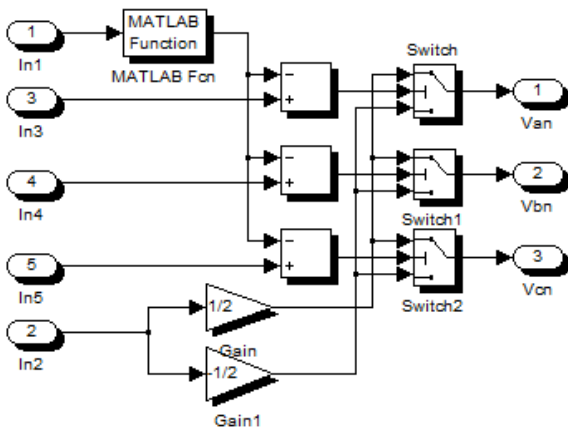 1
In1
MATLAB
Function
MATLAB Fcn
3
In3
4
In4
5
In5
2
In2
1/2
Gain
-1/2
Gain1
-
+
-
+
-
+
Switch
Switch1
Switch2
1
Van
2
Vbn
3
Vcn